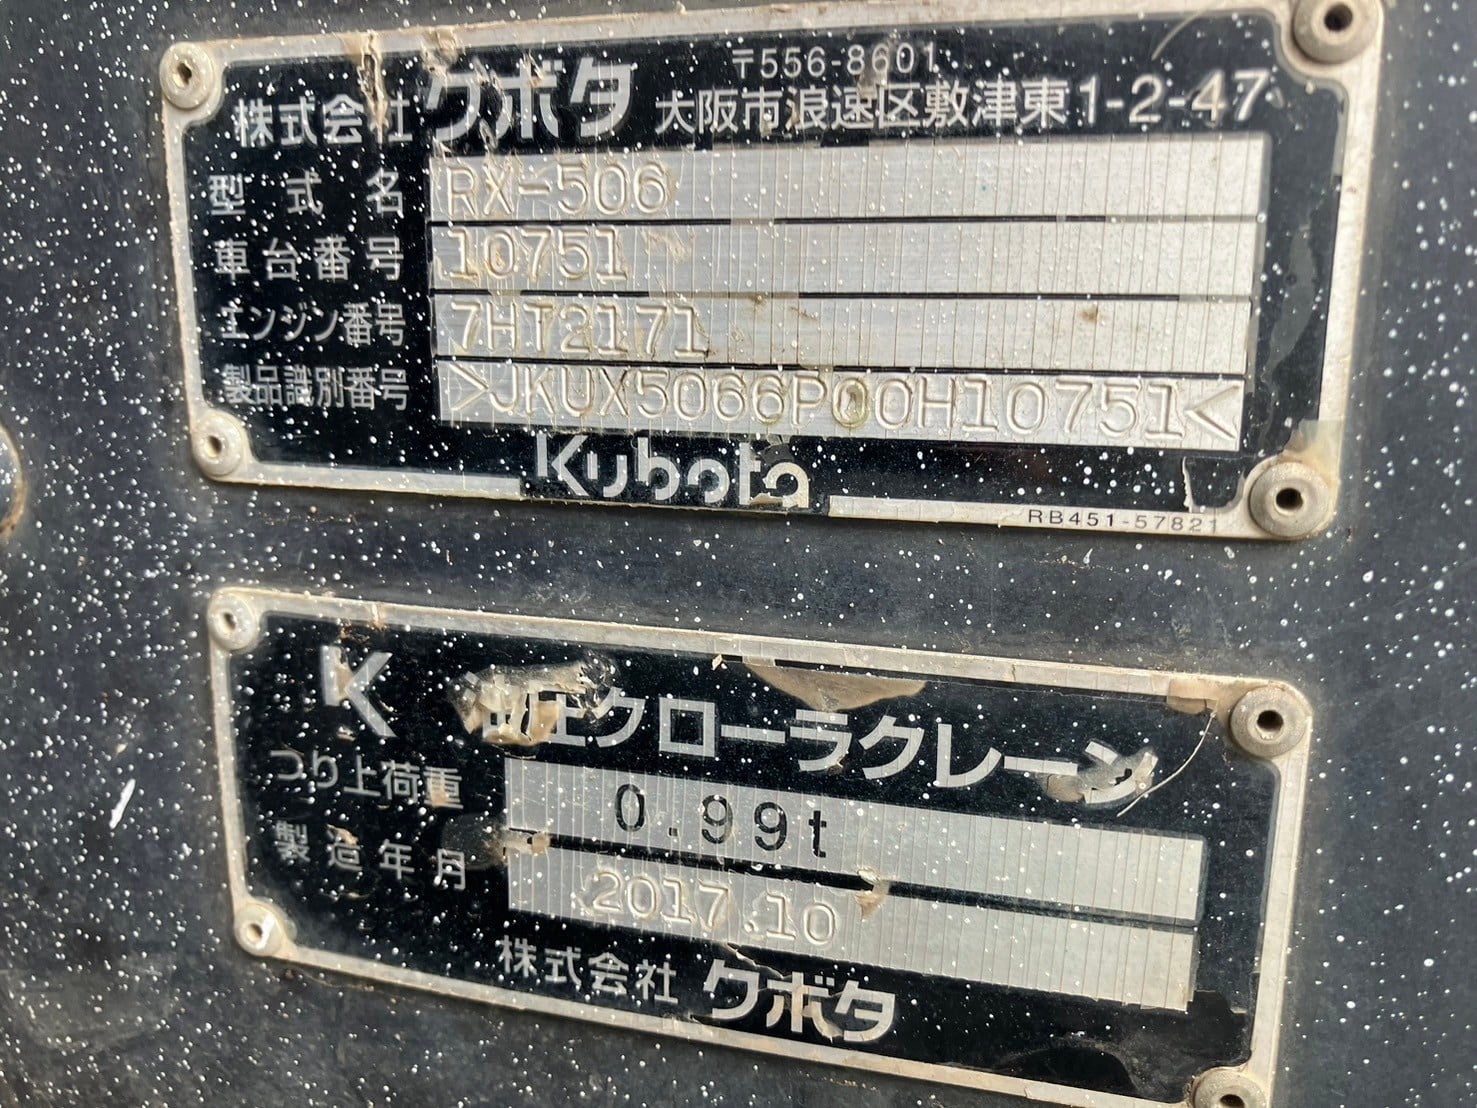 〒556-8601
株式会社 クボタ 大阪市浪速区敷津東1-2-47
型式名 RX-506
車台番号 10751
エンジン番号 7HT2171
製品識別番号 >JKUX5066P00H10751<
Kubota
RB451-57821
K 油圧クローラクレーン
つり上荷重 0.99t
製造年月 2017.10
株式会社 クボタ